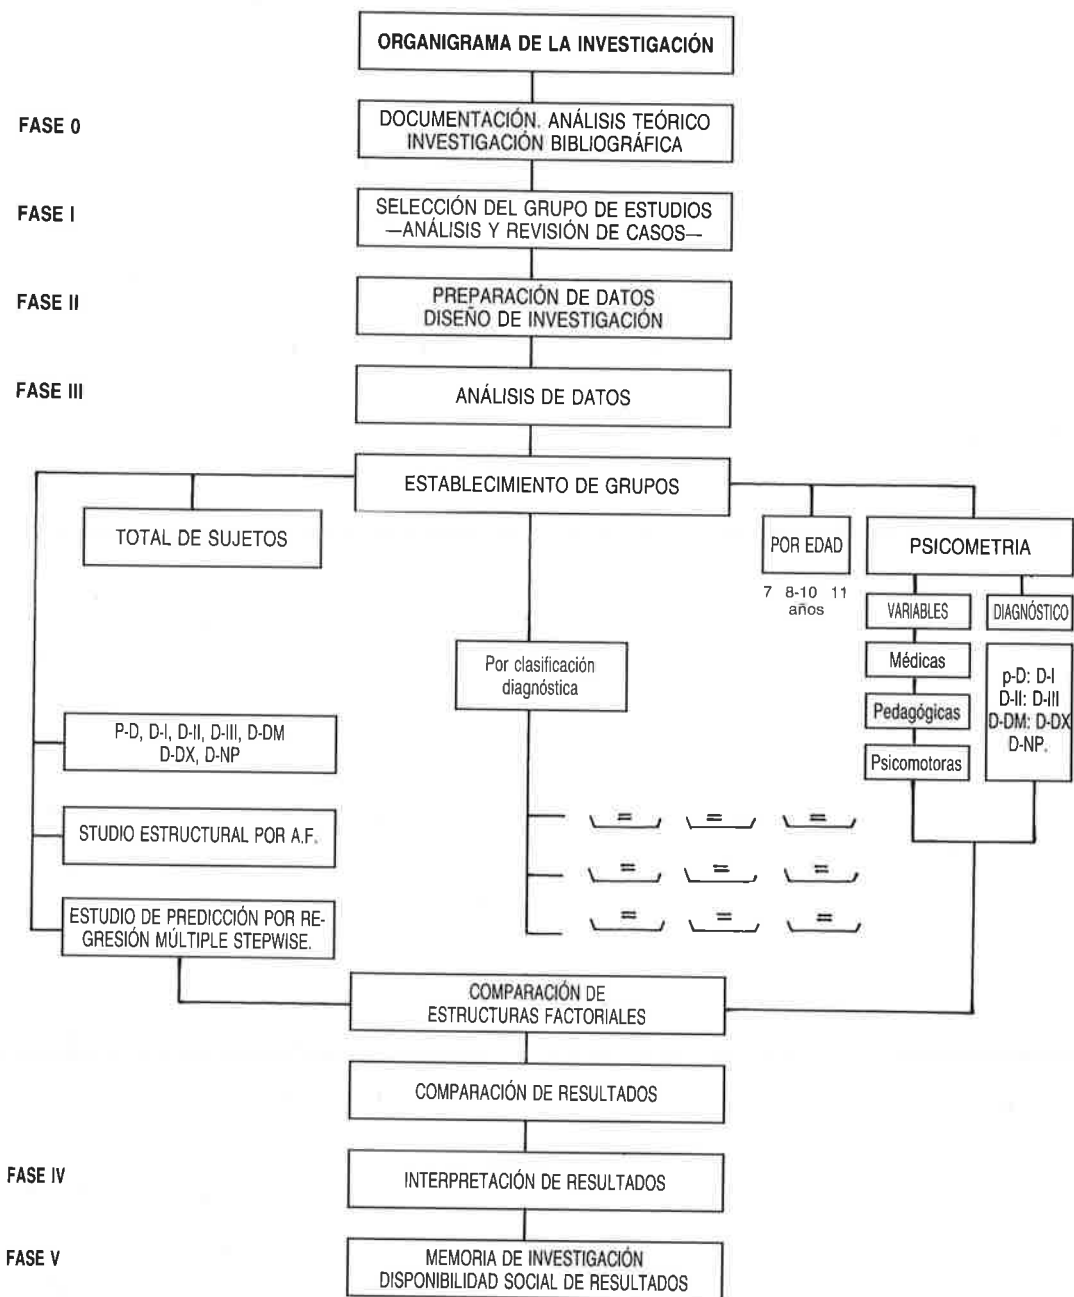 ORGANIGRAMA DE LA INVESTIGACIÓN
FASE 0
DOCUMENTACIÓN. ANÁLISIS TEÓRICO
INVESTIGACIÓN BIBLIOGRÁFICA
FASE I
SELECCIÓN DEL GRUPO DE ESTUDIOS
—ANÁLISIS Y REVISIÓN DE CASOS—
FASE II
PREPARACIÓN DE DATOS
DISEÑO DE INVESTIGACIÓN
FASE III
ANÁLISIS DE DATOS
ESTABLECIMIENTO DE GRUPOS
TOTAL DE SUJETOS
P-D, D-I, D-II, D-III, D-DM
D-DX, D-NP
STUDIO ESTRUCTURAL POR A.F.
ESTUDIO DE PREDICCIÓN POR RE-
GRESIÓN MÚLTIPLE STEPWISE.
Por clasificación
diagnóstica
= = =
= = =
= = =
POR EDAD
7 8-10 11
años
PSICOMETRIA
VARIABLES
Médicas
Pedagógicas
Psicomotoras
DIAGNÓSTICO
p-D: D-I
D-II: D-III
D-DM: D-DX
D-NP.
COMPARACIÓN DE
ESTRUCTURAS FACTORIALES
COMPARACIÓN DE RESULTADOS
FASE IV
INTERPRETACIÓN DE RESULTADOS
FASE V
MEMORIA DE INVESTIGACIÓN
DISPONIBILIDAD SOCIAL DE RESULTADOS